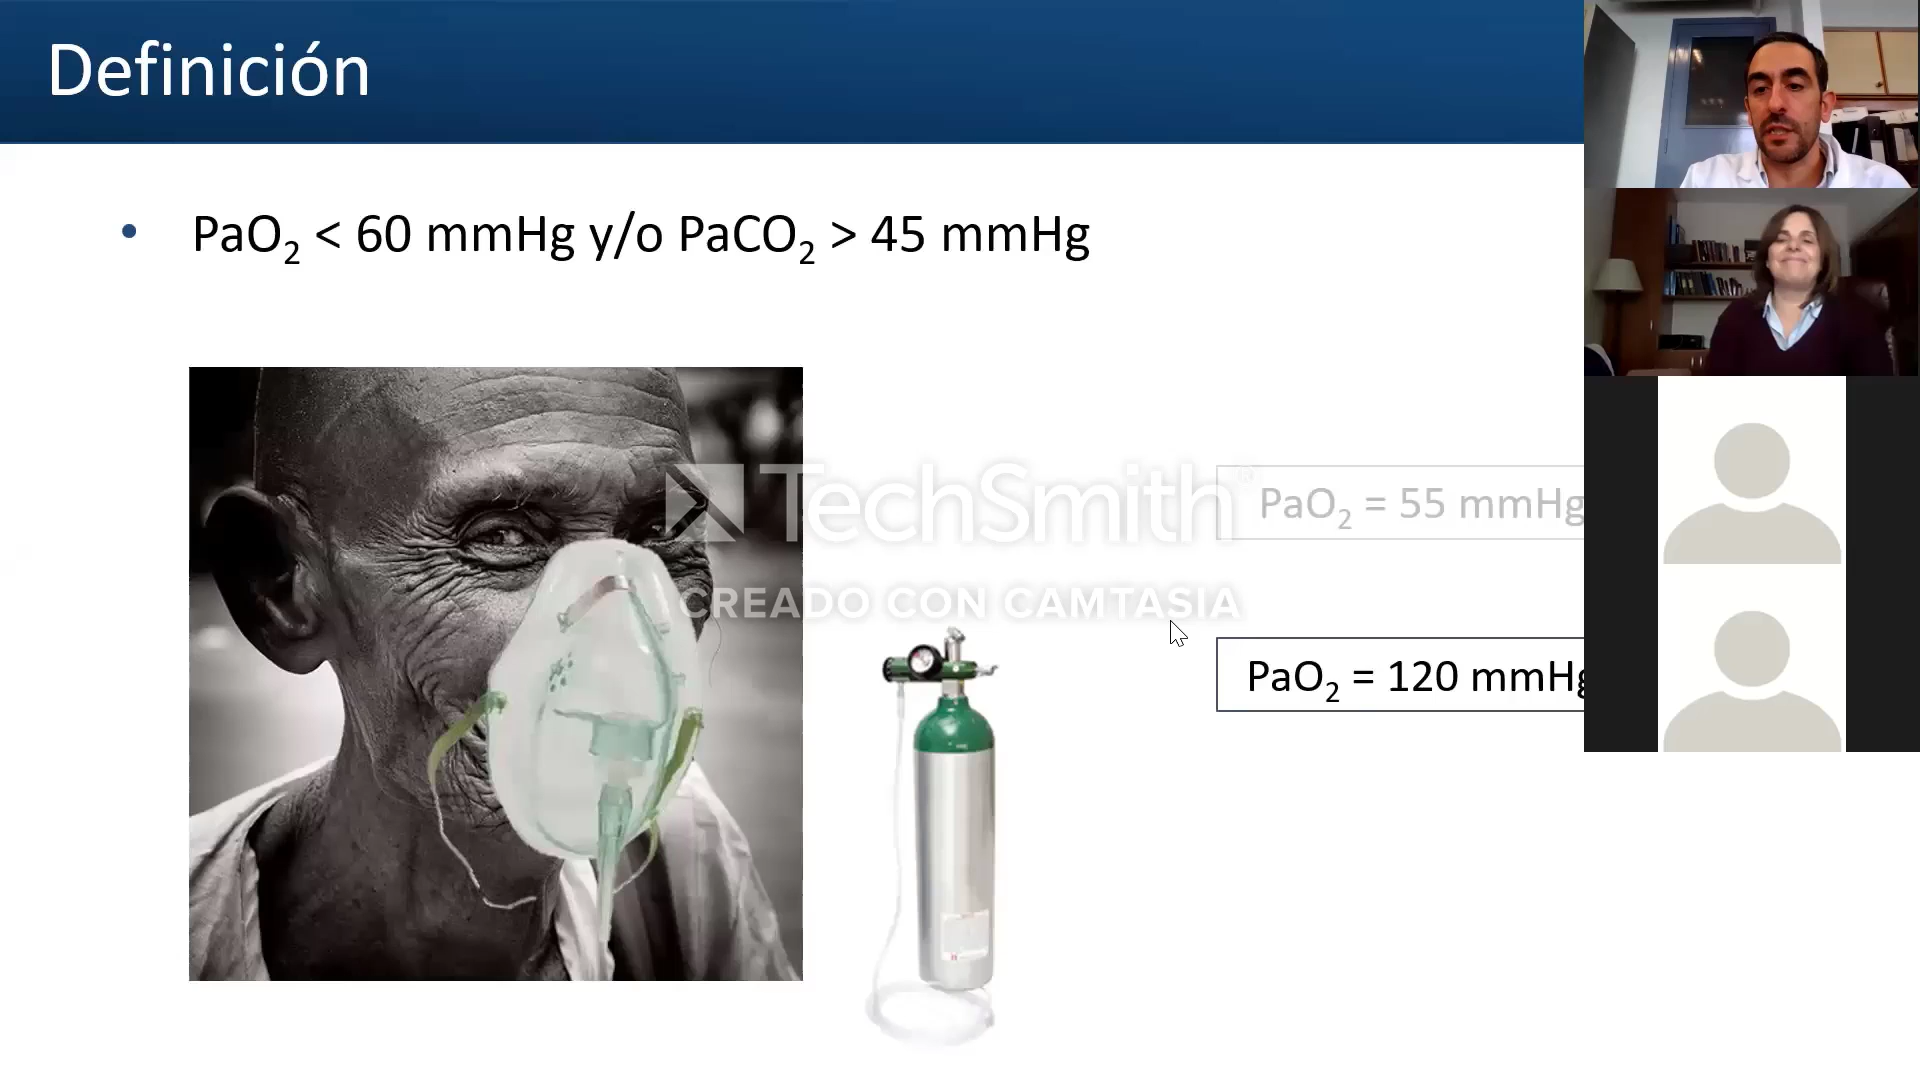 Definición
• PaO₂ < 60 mmHg y/o PaCO₂ > 45 mmHg
TechSmith®
PaO₂ = 55 mmHg
CREADO CON CAMTASIA
PaO₂ = 120 mmHg